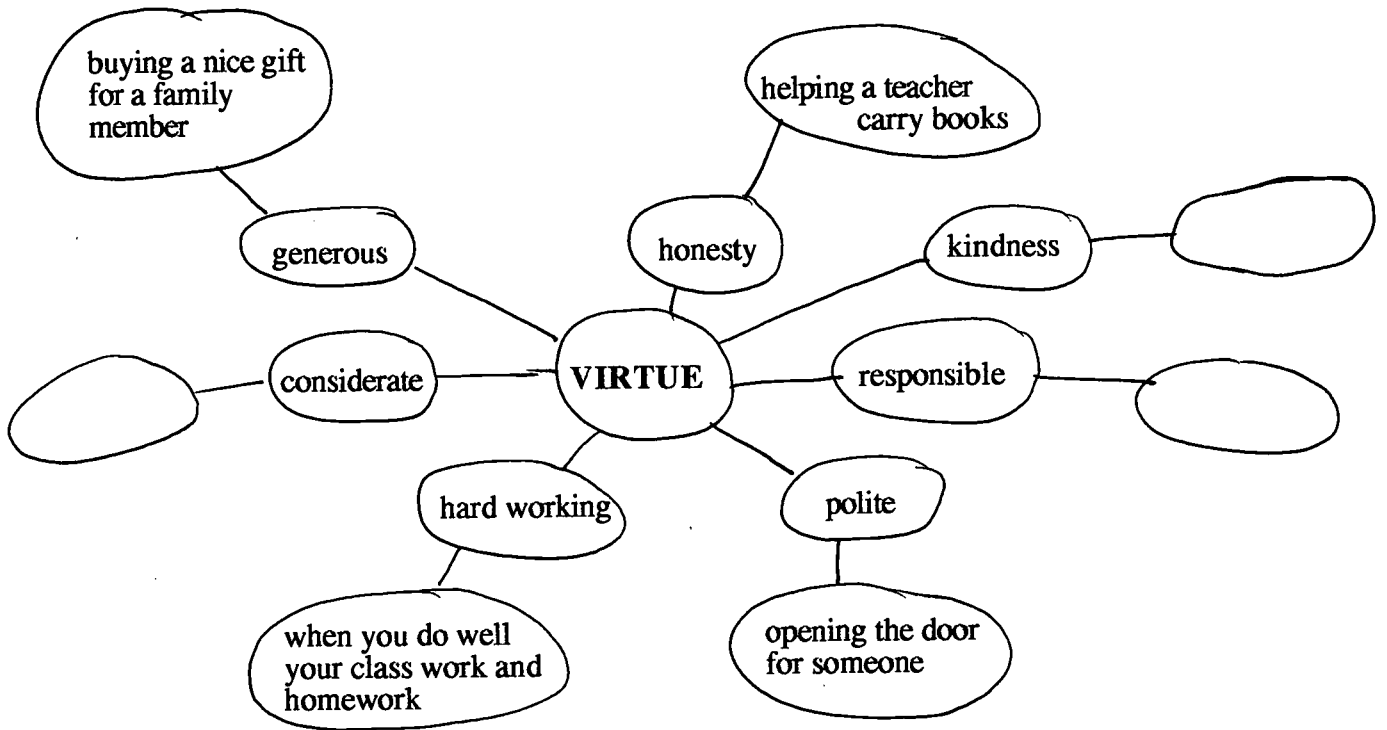 buying a nice gift
for a family
member
helping a teacher
carry books
generous
honesty
kindness
considerate
VIRTUE
responsible
hard working
polite
when you do well
your class work and
homework
opening the door
for someone